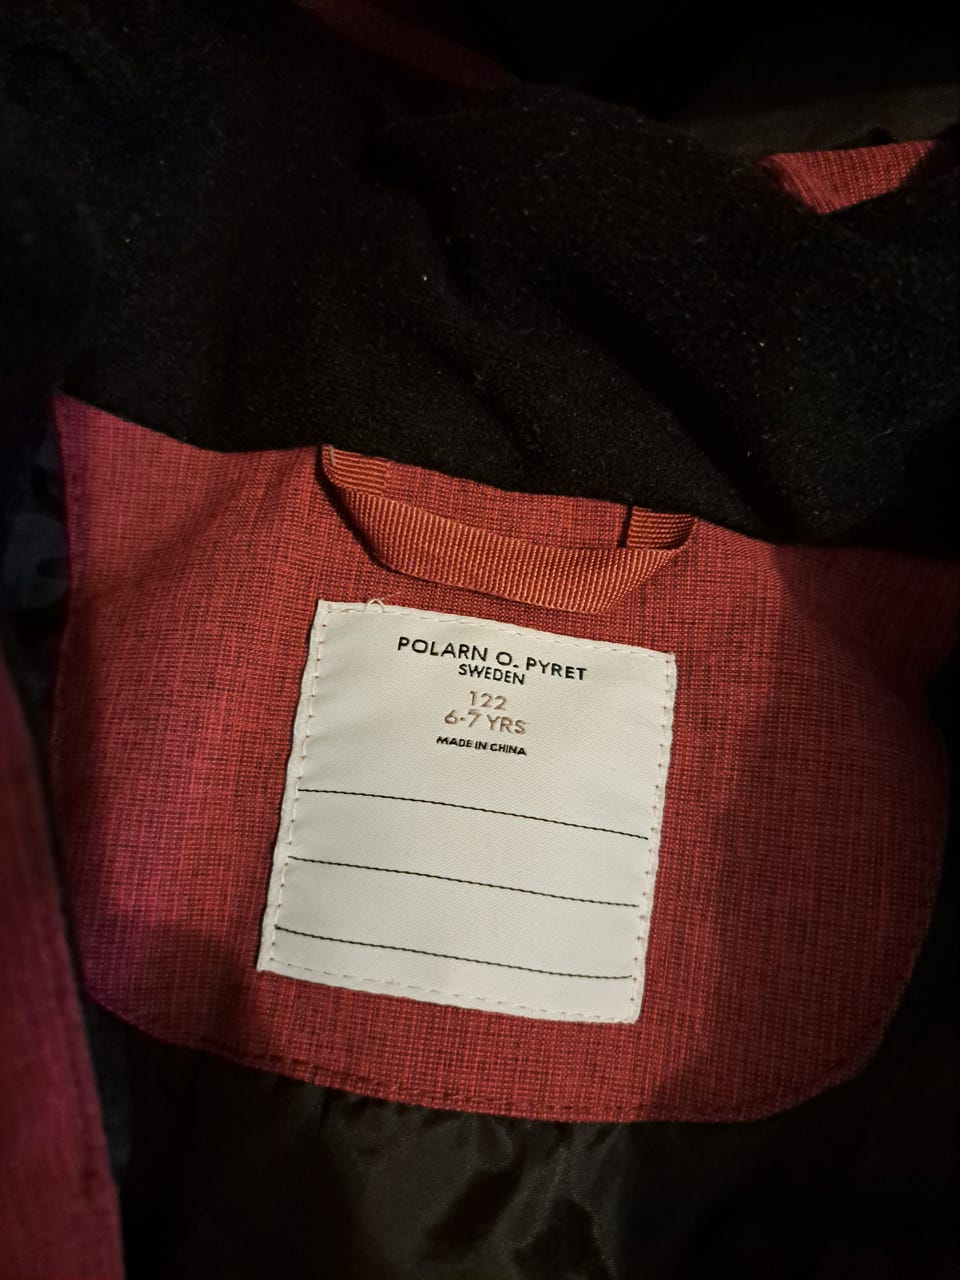 POLARN O. PYRET
SWEDEN
122
6-7 YRS
MADE IN CHINA